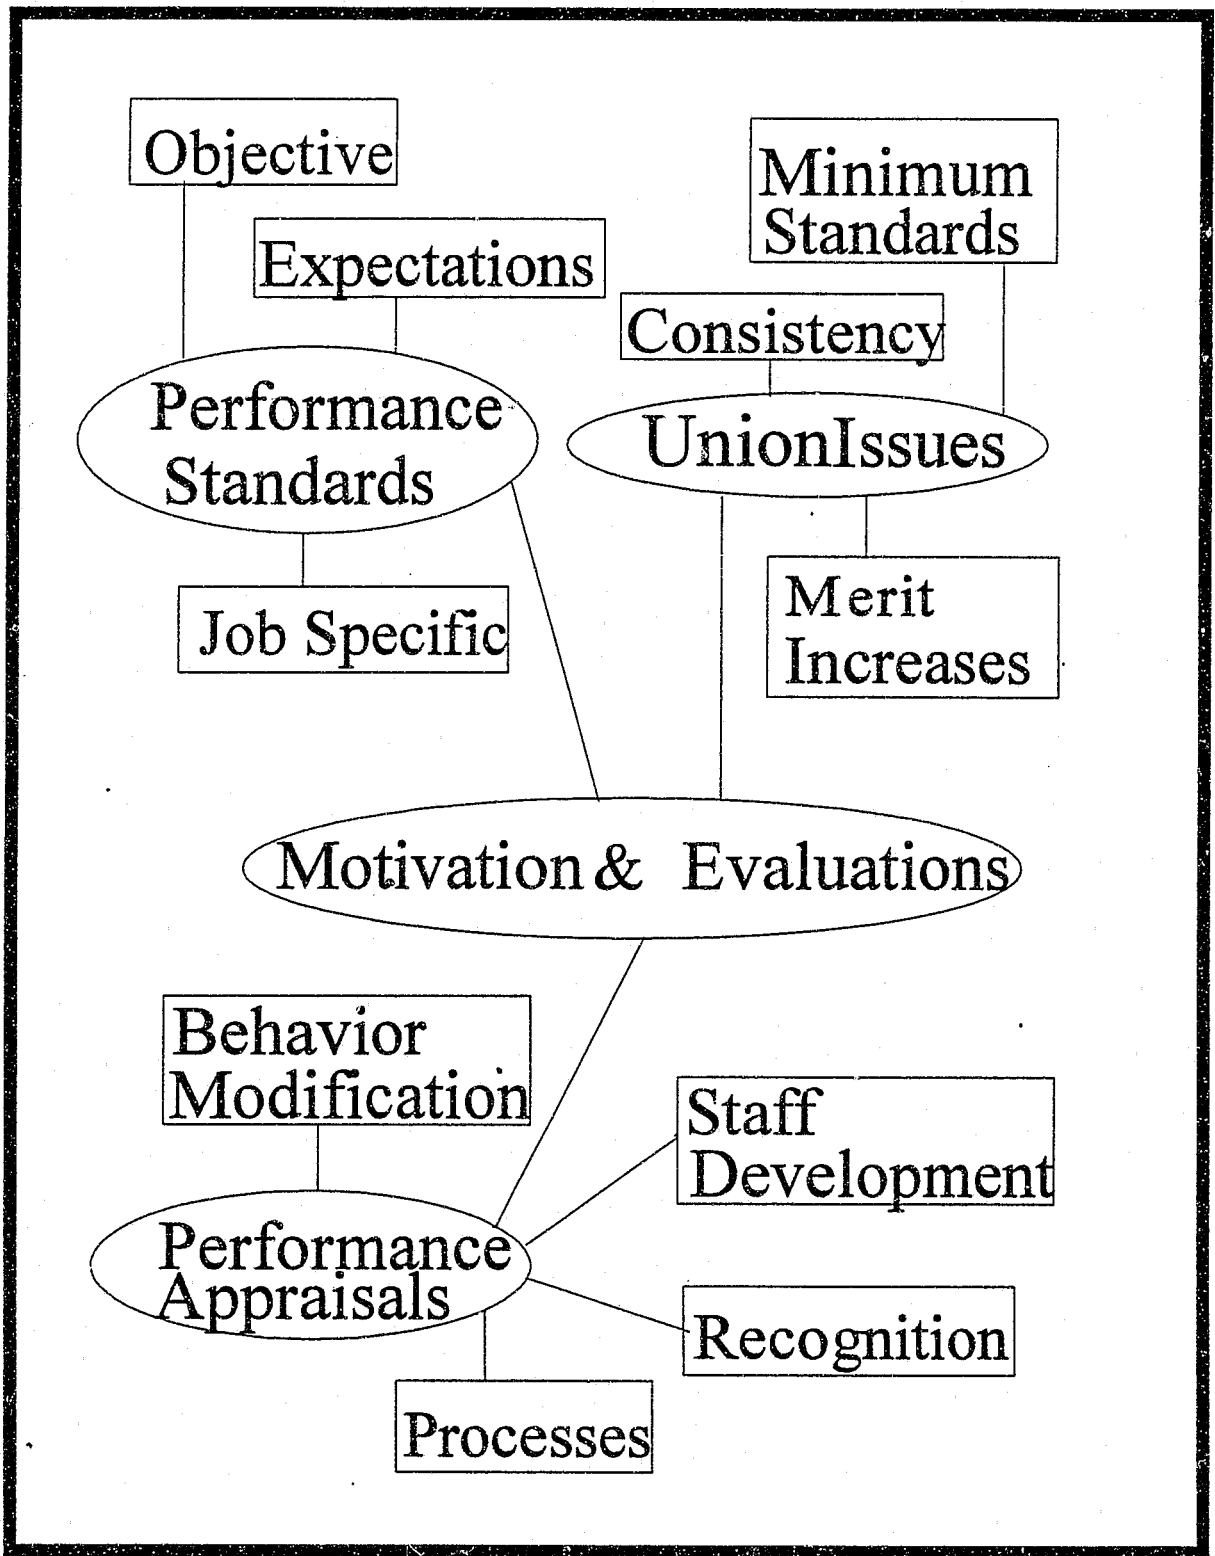 Objective
Expectations
Minimum
Standards
Consistency
Performance
Standards
UnionIssues
Job Specific
Merit
Increases
Motivation & Evaluations
Behavior
Modification
Staff
Development
Performance
Appraisals
Recognition
Processes